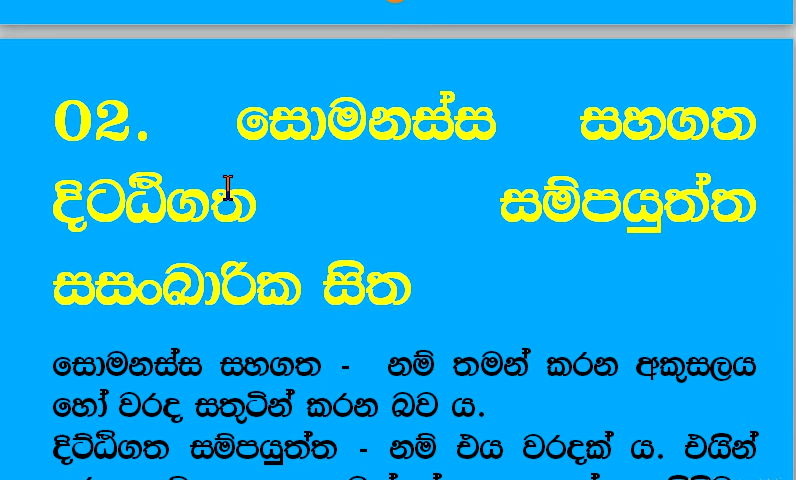 02. සොමනස්ස සහගත
දිටඨිගත සම්පයුත්ත
සසංඛාරික සිත
සොමනස්ස සහගත - නම් තමන් කරන අකුසලය
හෝ වරද සතුටින් කරන බව ය.
දිට්ඨිගත සම්පයුත්ත - නම් එය වරදක් ය. එයින්